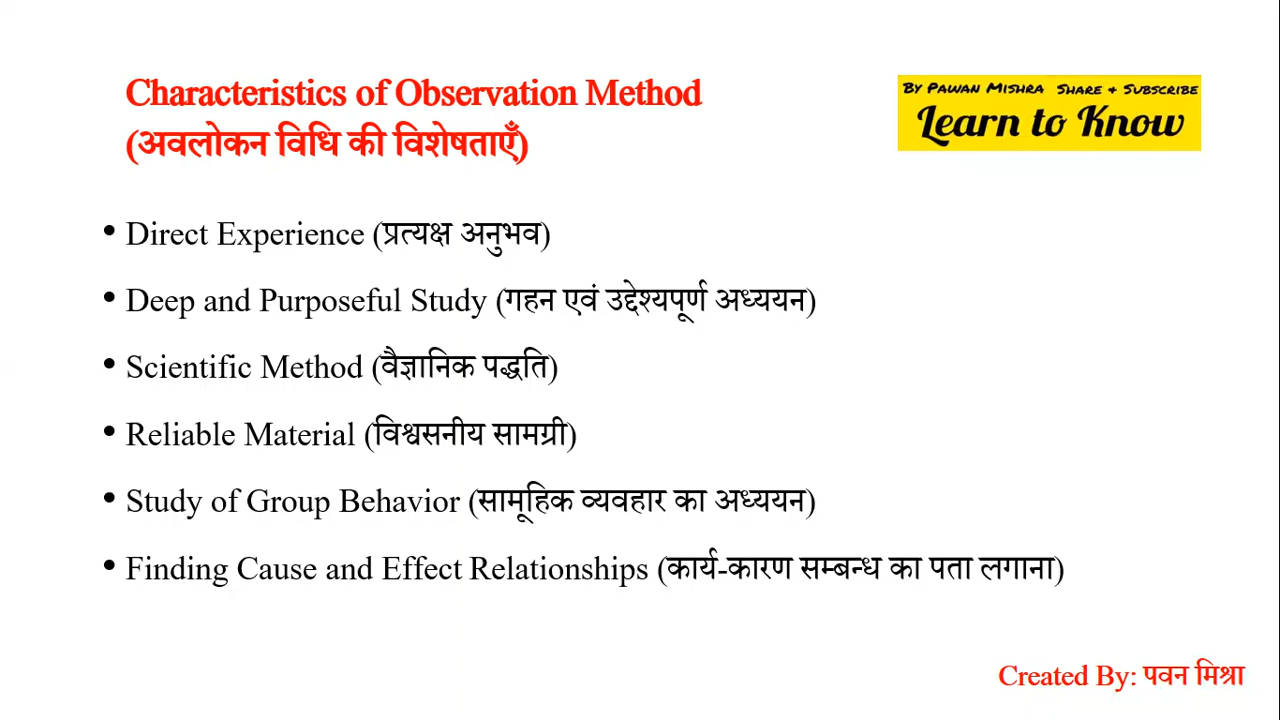 Characteristics of Observation Method
(अवलोकन विधि की विशेषताएँ)
By Pawan Mishra Share & Subscribe
Learn to Know
• Direct Experience (प्रत्यक्ष अनुभव)
• Deep and Purposeful Study (गहन एवं उद्देश्यपूर्ण अध्ययन)
• Scientific Method (वैज्ञानिक पद्धति)
• Reliable Material (विश्वसनीय सामग्री)
• Study of Group Behavior (सामूहिक व्यवहार का अध्ययन)
• Finding Cause and Effect Relationships (कार्य-कारण सम्बन्ध का पता लगाना)
Created By: पवन मिश्रा